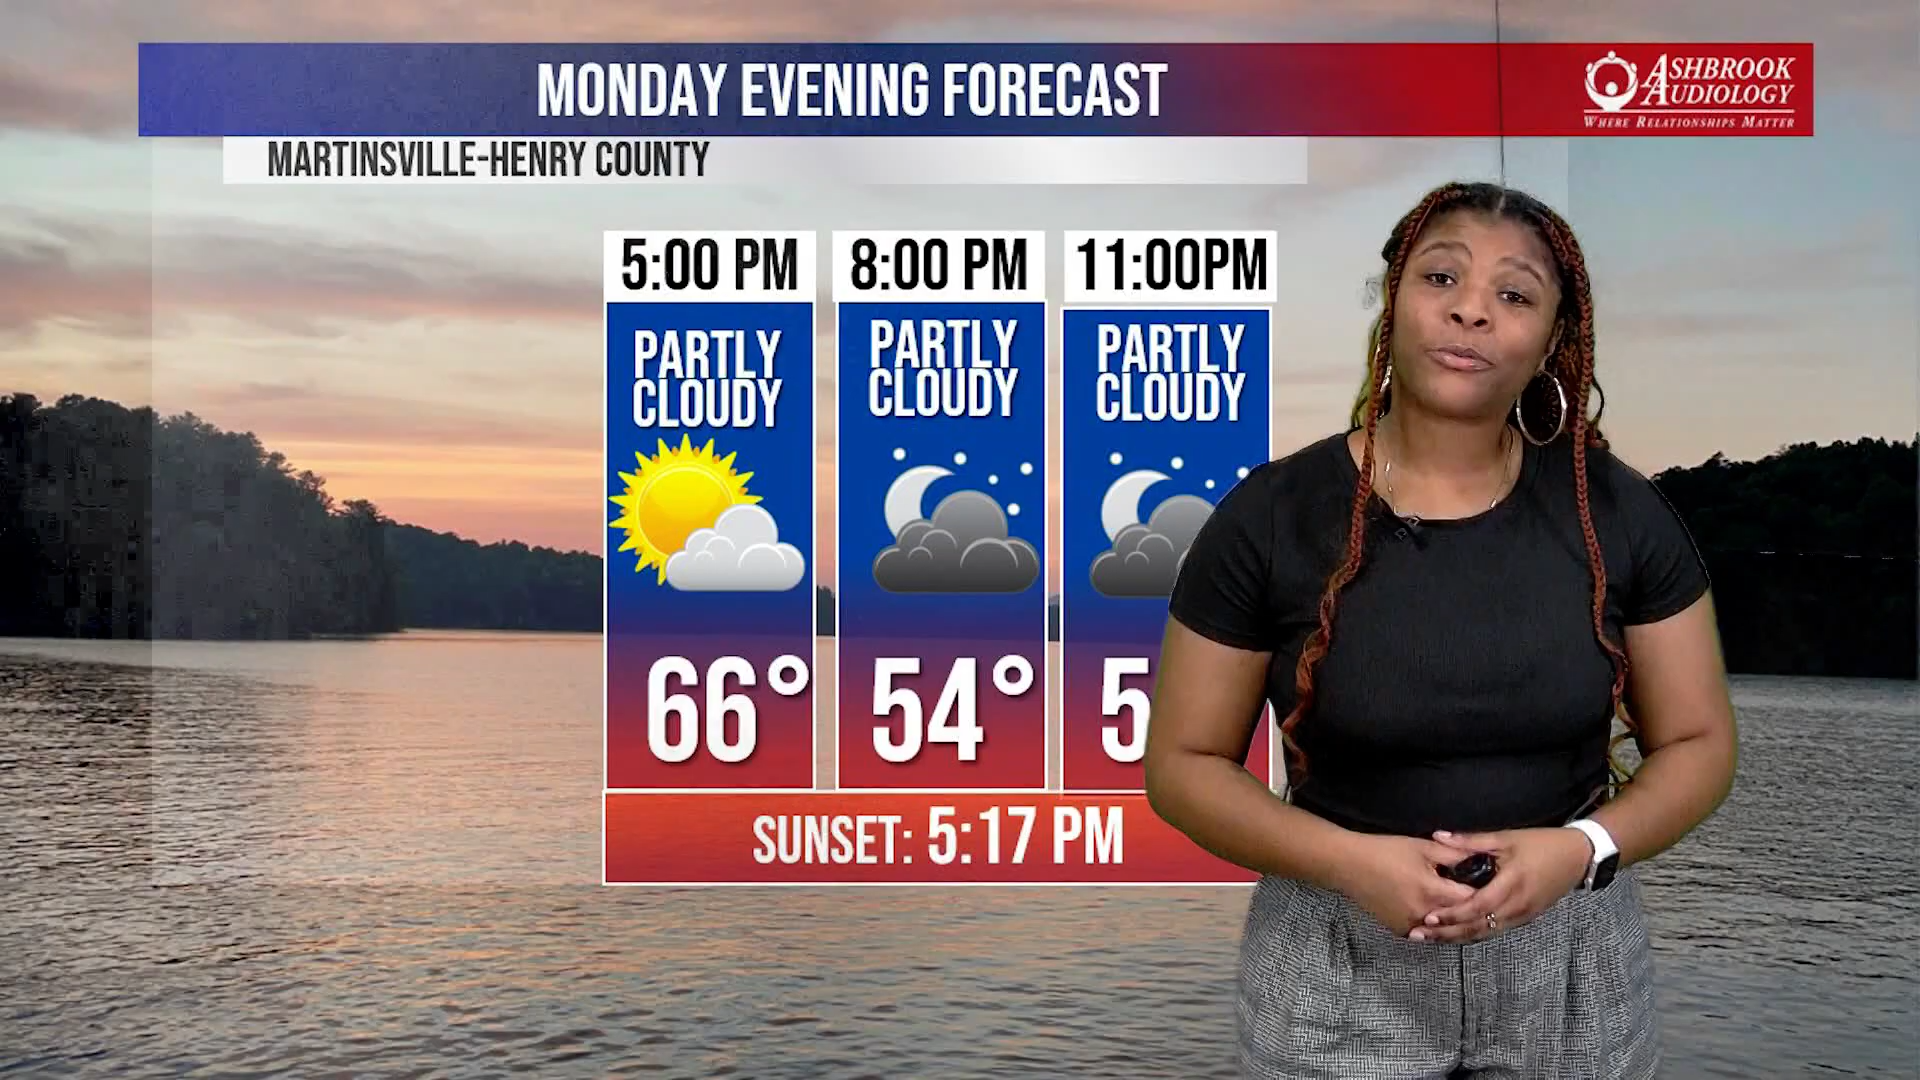 MONDAY EVENING FORECAST
ASHBROOK
AUDIOLOGY
WHERE RELATIONSHIPS MATTER
MARTINSVILLE-HENRY COUNTY
5:00 PM
8:00 PM
11:00PM
PARTLY
CLOUDY
PARTLY
CLOUDY
PARTLY
CLOUDY
66°
54°
SUNSET: 5:17 PM